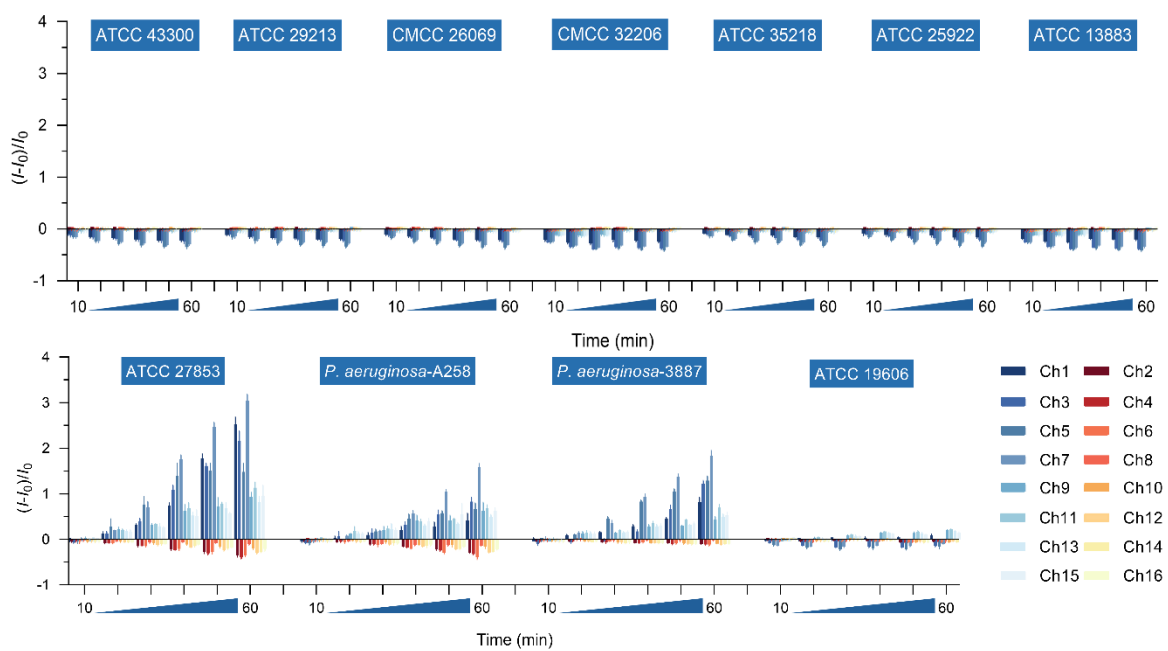 ATCC 43300 ATCC 29213 CMCC 26069 CMCC 32206 ATCC 35218 ATCC 25922 ATCC 13883
4
3
2
1
0
-1
(I-I₀)/I₀
10 60 10 60 10 60 10 60 10 60 10 60 10 60
Time (min)
ATCC 27853 P. aeruginosa-A258 P. aeruginosa-3887 ATCC 19606
4
3
2
1
0
-1
(I-I₀)/I₀
10 60 10 60 10 60 10 60
Time (min)
Ch1 Ch2
Ch3 Ch4
Ch5 Ch6
Ch7 Ch8
Ch9 Ch10
Ch11 Ch12
Ch13 Ch14
Ch15 Ch16